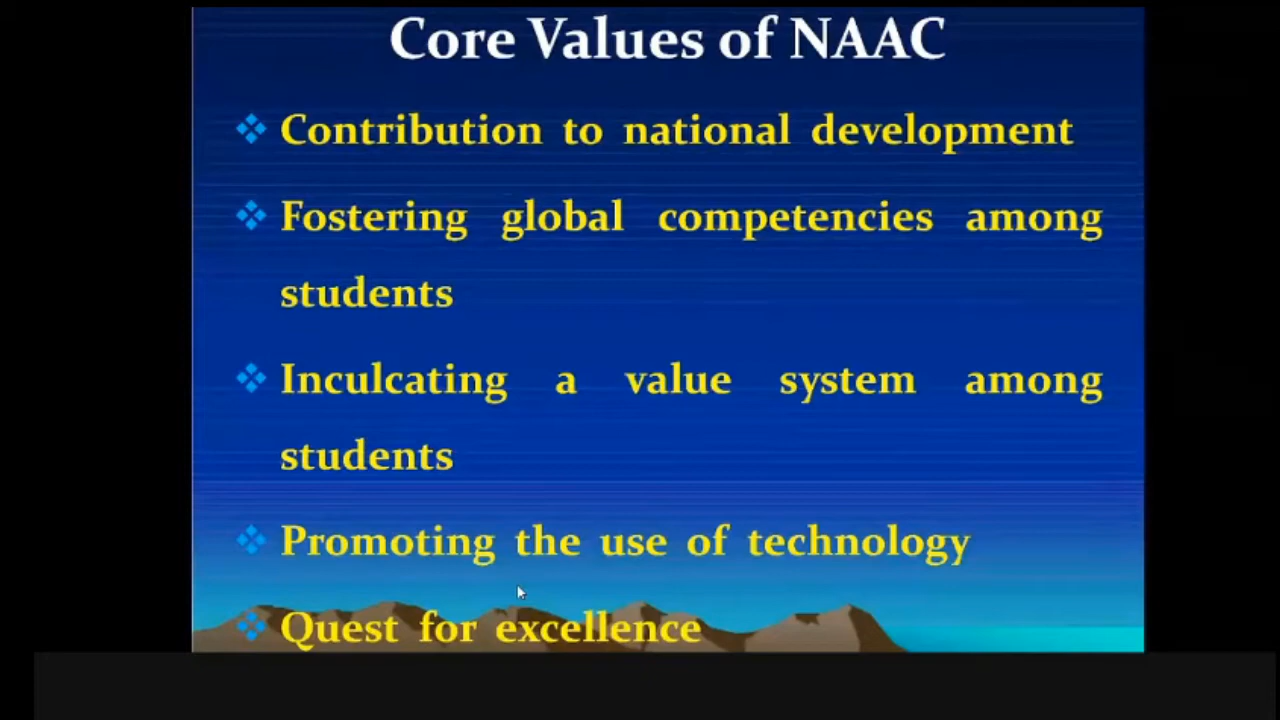 Core Values of NAAC
Contribution to national development
Fostering global competencies among
students
Inculcating a value system among
students
Promoting the use of technology
Quest for excellence